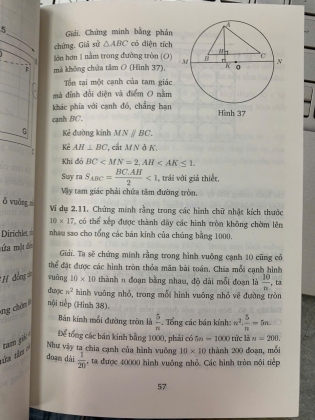 Giải. Chứng minh bằng phản
chứng. Giả sử △ABC có diện tích
lớn hơn 1 nằm trong đường tròn (O)
mà không chứa tâm O (Hình 37).
Tồn tại một cạnh của tam giác
mà đỉnh đối diện và điểm O nằm
khác phía với cạnh đó, chẳng hạn
cạnh BC.
A
H
B
C
M
K
O
N
Hình 37
Kẻ đường kính MN ∥ BC.
Kẻ AH ⊥ BC, cắt MN ở K.
Khi đó BC < MN = 2, AH < AK ≤ 1.
Suy ra S_ABC = BC.AH/2 < 1, trái với giả thiết.
Vậy tam giác phải chứa tâm đường tròn.
Ví dụ 2.11. Chứng minh rằng trong các hình chữ nhật kích thước
10 × 17, có thể xếp được thành dãy các hình tròn không chờm lên
nhau sao cho tổng các bán kính của chúng bằng 1000.
Giải. Ta sẽ chứng minh rằng trong hình vuông cạnh 10 cũng có
thể đặt được các hình tròn thỏa mãn bài toán. Chia mỗi cạnh hình
vuông 10 × 10 thành n đoạn bằng nhau, độ dài mỗi đoạn là 10/n, ta
được n² hình vuông nhỏ, trong mỗi hình vuông nhỏ vẽ đường tròn
nội tiếp (Hình 38).
Bán kính mỗi đường tròn là 5/n. Tổng các bán kính: n².5/n = 5n.
Để tổng các bán kính bằng 1000, phải có 5n = 1000 tức là n = 200.
Như vậy ta chia cạnh của hình vuông 10 × 10 thành 200 đoạn, mỗi
đoạn dài 1/20, ta được 40000 hình vuông nhỏ. Các hình tròn nội tiếp
57
G
ô vuông
Dirichle